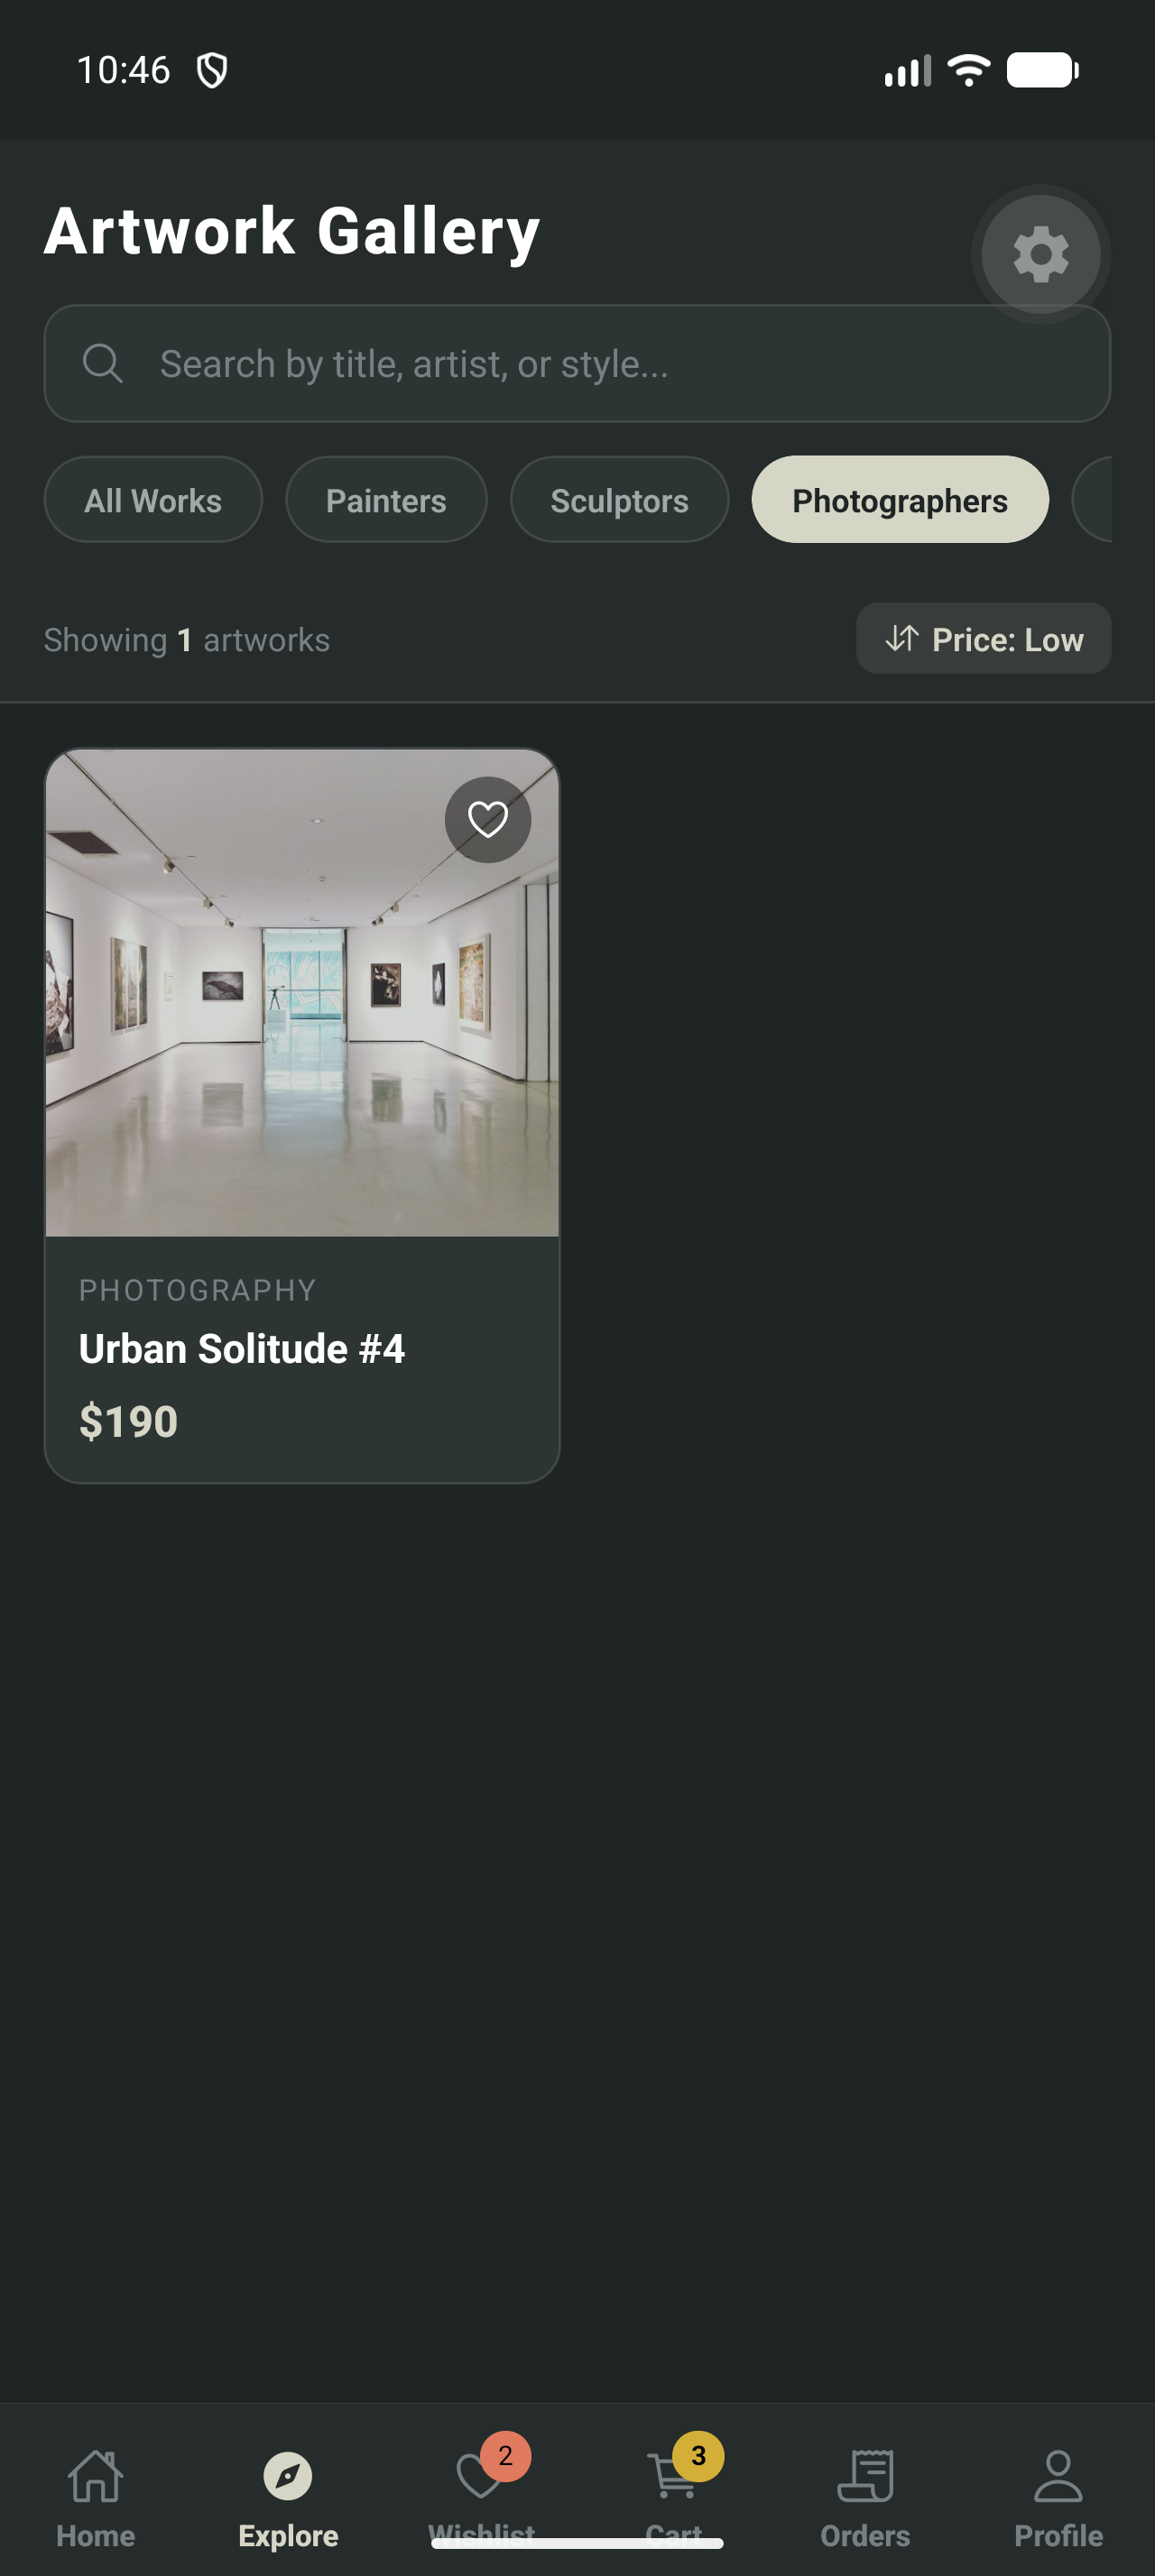 10:46
Artwork Gallery
Search by title, artist, or style...
All Works Painters Sculptors Photographers
Showing 1 artworks Price: Low
PHOTOGRAPHY
Urban Solitude #4
$190
2 3
Home Explore Wishlist Cart Orders Profile